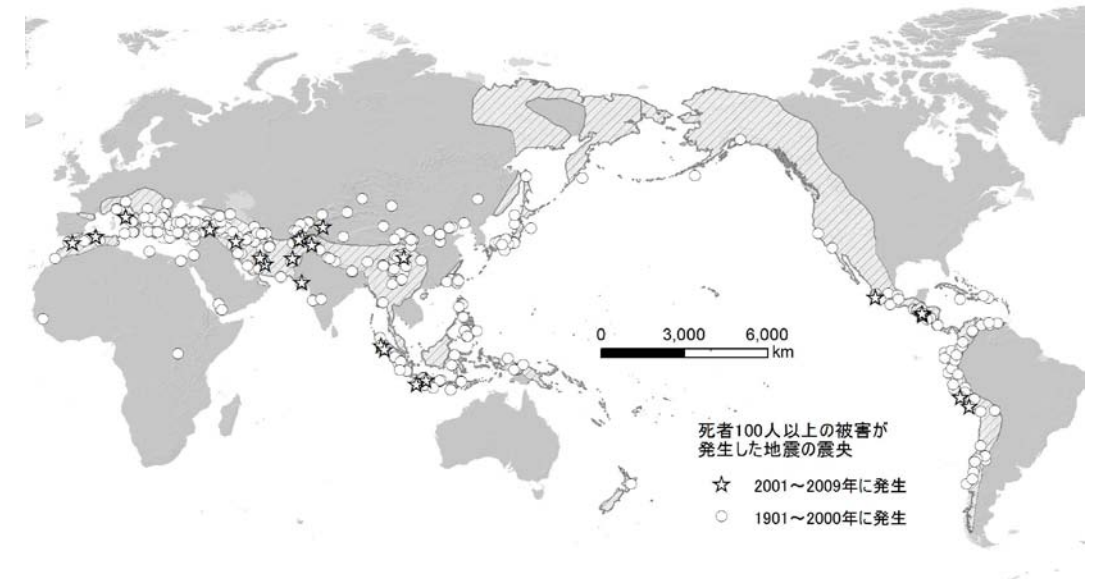 0 3,000 6,000
km
死者100人以上の被害が
発生した地震の震央
2001～2009年に発生
1901～2000年に発生